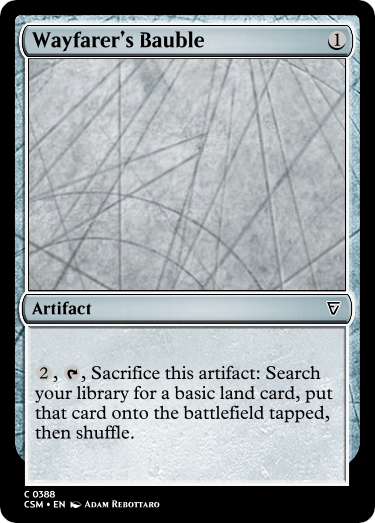 Wayfarer's Bauble 1
Artifact
2, , Sacrifice this artifact: Search
your library for a basic land card, put
that card onto the battlefield tapped,
then shuffle.
C 0388
CSM • EN Adam Rebottaro